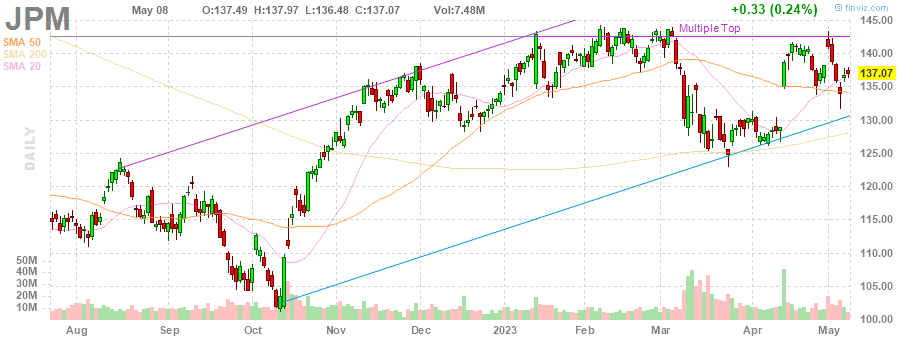 JPM
May 08 O:137.49 H:137.97 L:136.48 C:137.07 Vol:7.48M
+0.33 (0.24%)
@ finviz.com
SMA 50
SMA 200
SMA 20
Multiple Top
DAILY
145.00
140.00
137.07
135.00
130.00
125.00
120.00
115.00
110.00
105.00
100.00
50M
40M
30M
20M
10M
Aug Sep Oct Nov Dec 2023 Feb Mar Apr May